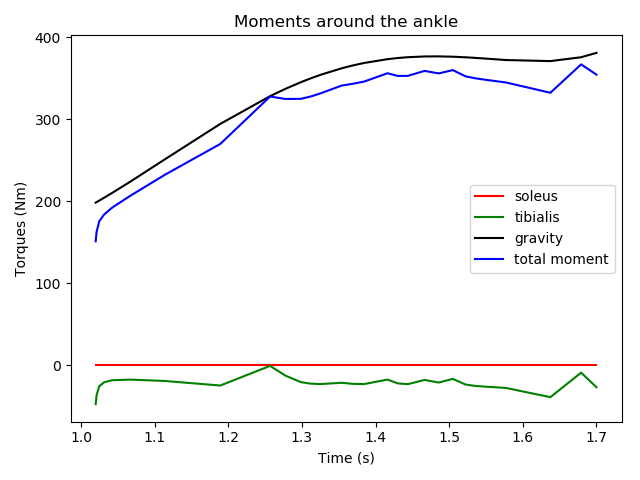 Moments around the ankle
Torques (Nm)
400
300
200
100
0
soleus
tibialis
gravity
total moment
1.0 1.1 1.2 1.3 1.4 1.5 1.6 1.7
Time (s)